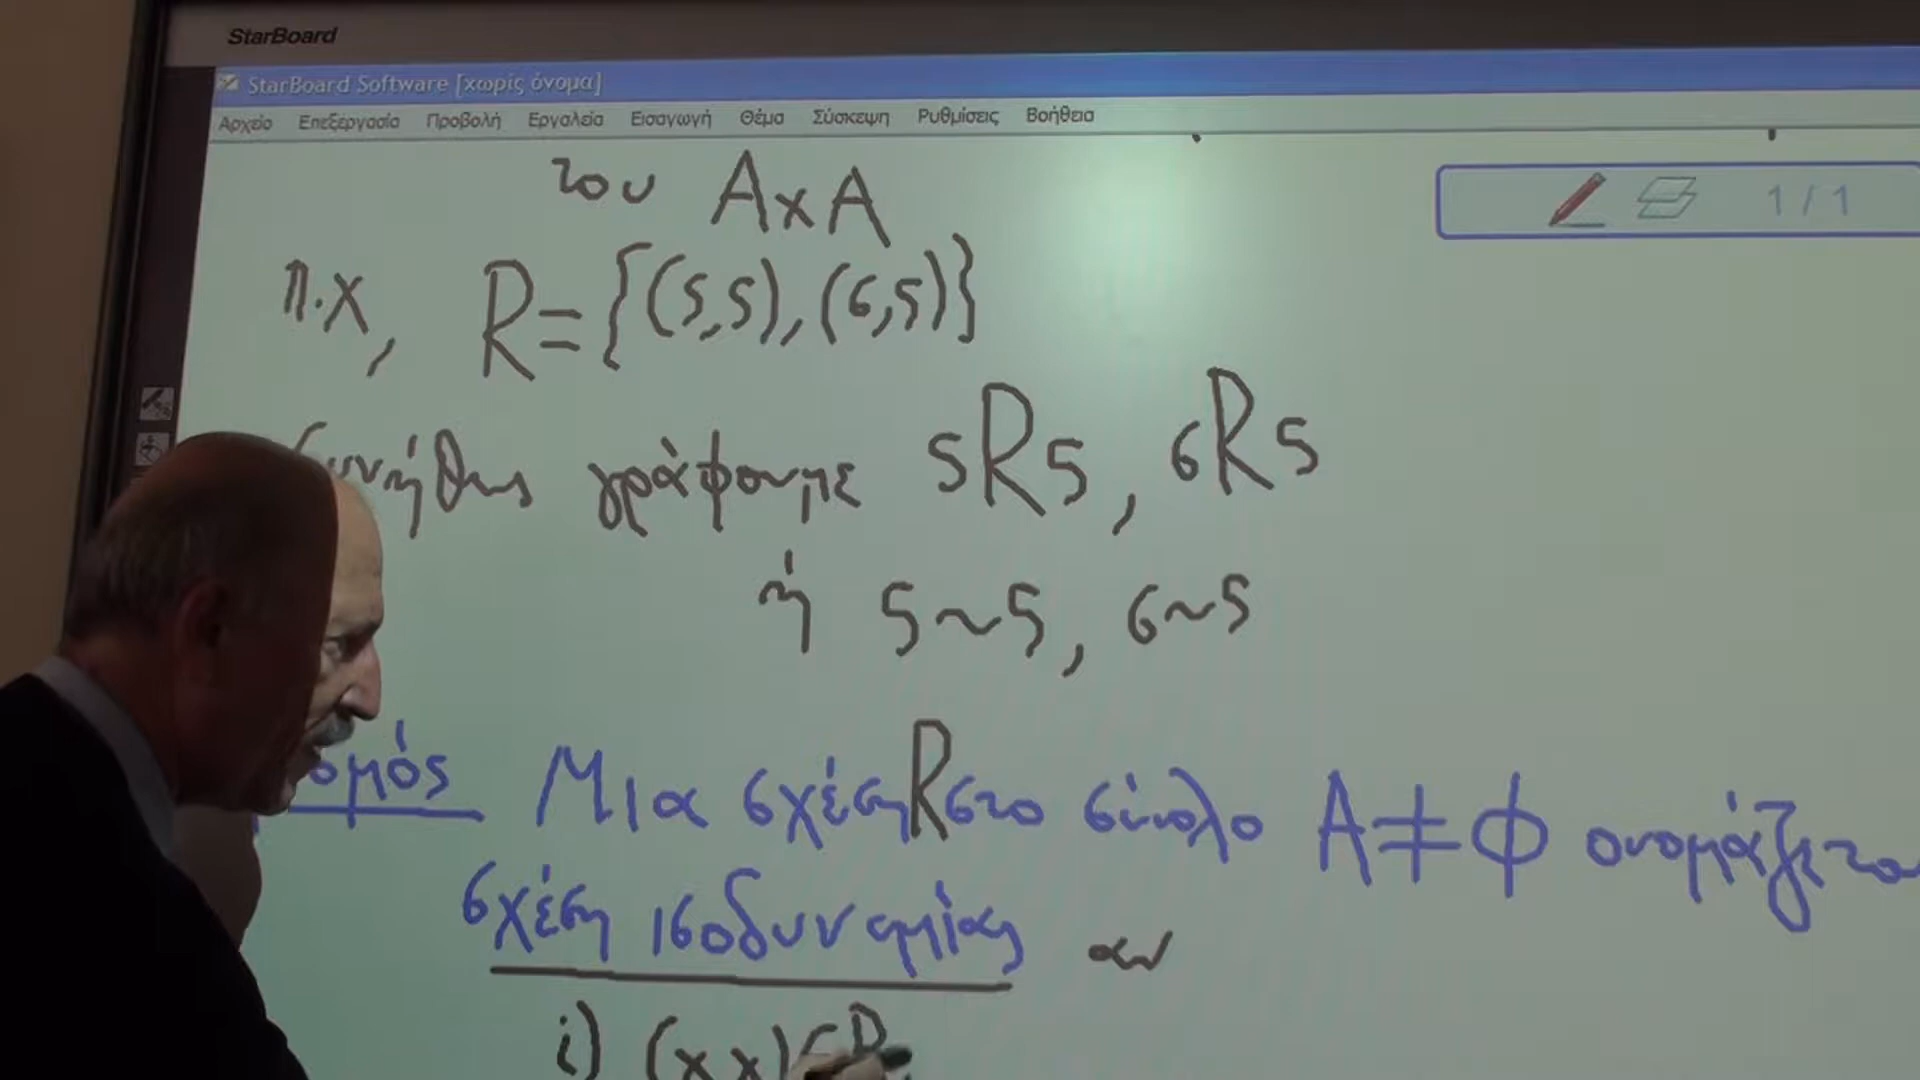 StarBoard
StarBoard Software [χωρίς όνομα]
Αρχείο Επεξεργασία Προβολή Εργαλεία Εισαγωγή Θέμα Σύσκεψη Ρυθμίσεις Βοήθεια
του A x A
1 / 1
π.χ, R = {(5,5), (6,5)}
συνήθως γράφουμε 5R5, 6R5
ή 5~5, 6~5
ομός Μια σχέση R στο σύνολο A≠φ ονομάζεται
σχέση ισοδυναμίας αν
i) (x x) ∈ R